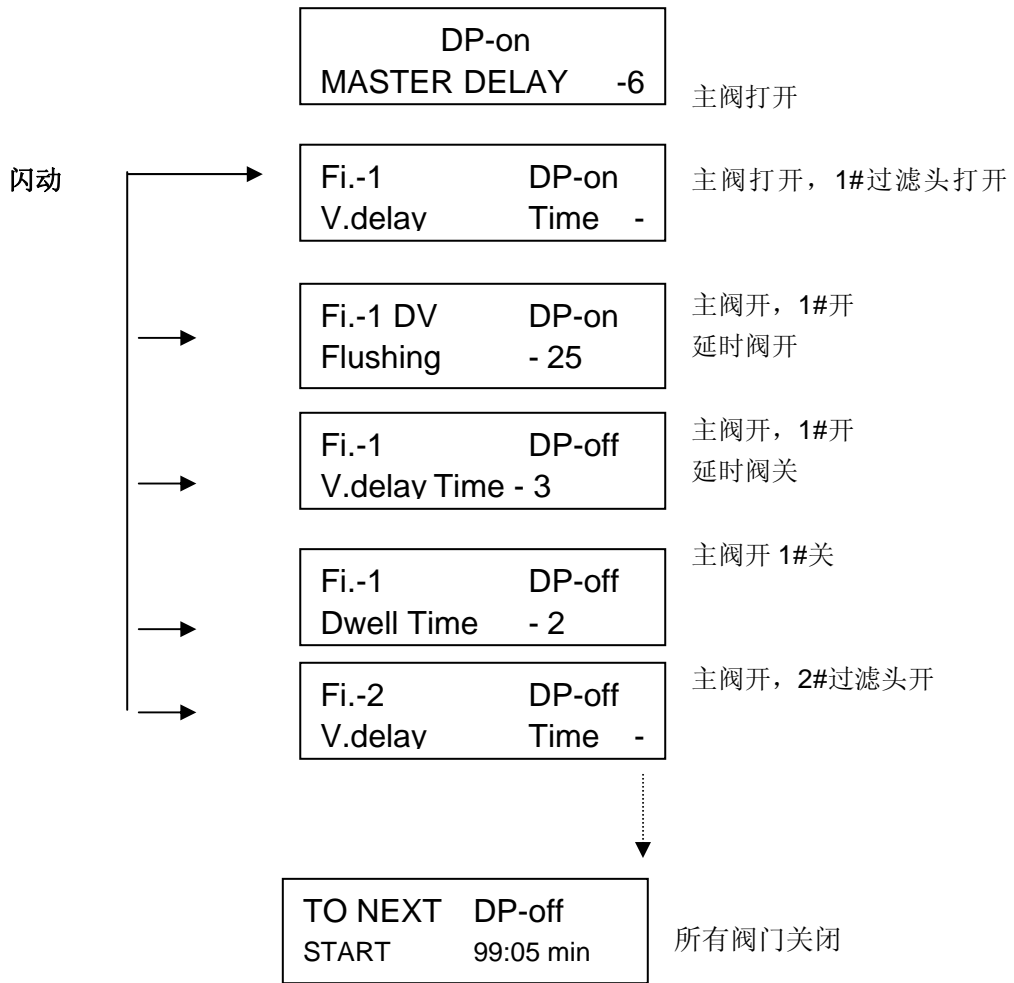 DP-on
MASTER DELAY -6
主阀打开
闪动
Fi.-1 DP-on
V.delay Time -
主阀打开，1#过滤头打开
Fi.-1 DV DP-on
Flushing - 25
主阀开，1#开
延时阀开
Fi.-1 DP-off
V.delay Time - 3
主阀开，1#开
延时阀关
Fi.-1 DP-off
Dwell Time - 2
主阀开 1#关
Fi.-2 DP-off
V.delay Time -
主阀开，2#过滤头开
TO NEXT DP-off
START 99:05 min
所有阀门关闭